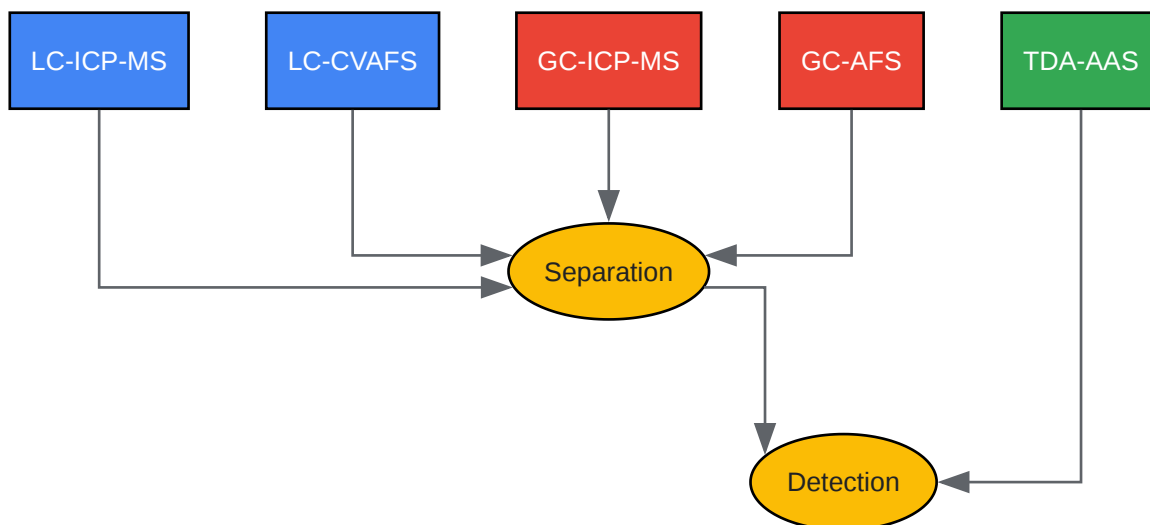 LC-ICP-MS
LC-CVAFS
GC-ICP-MS
GC-AFS
TDA-AAS
Separation
Detection